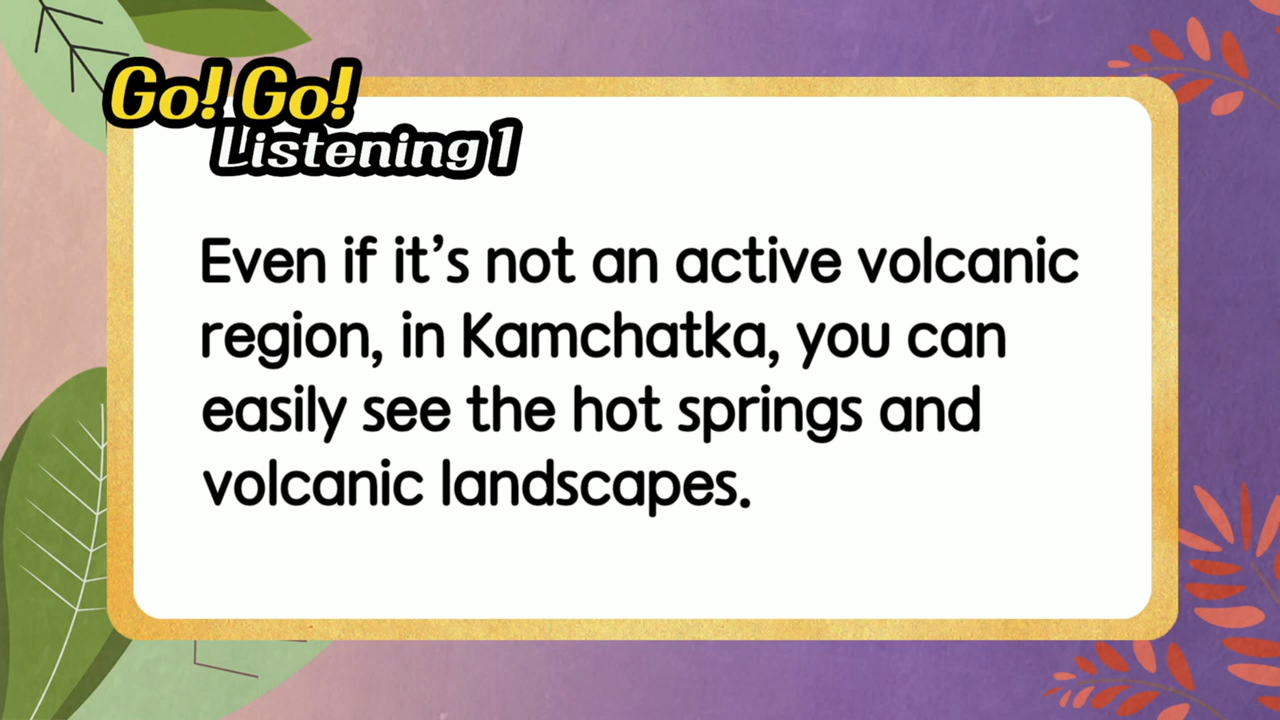 Go! Go!
Listening 1
Even if it’s not an active volcanic
region, in Kamchatka, you can
easily see the hot springs and
volcanic landscapes.